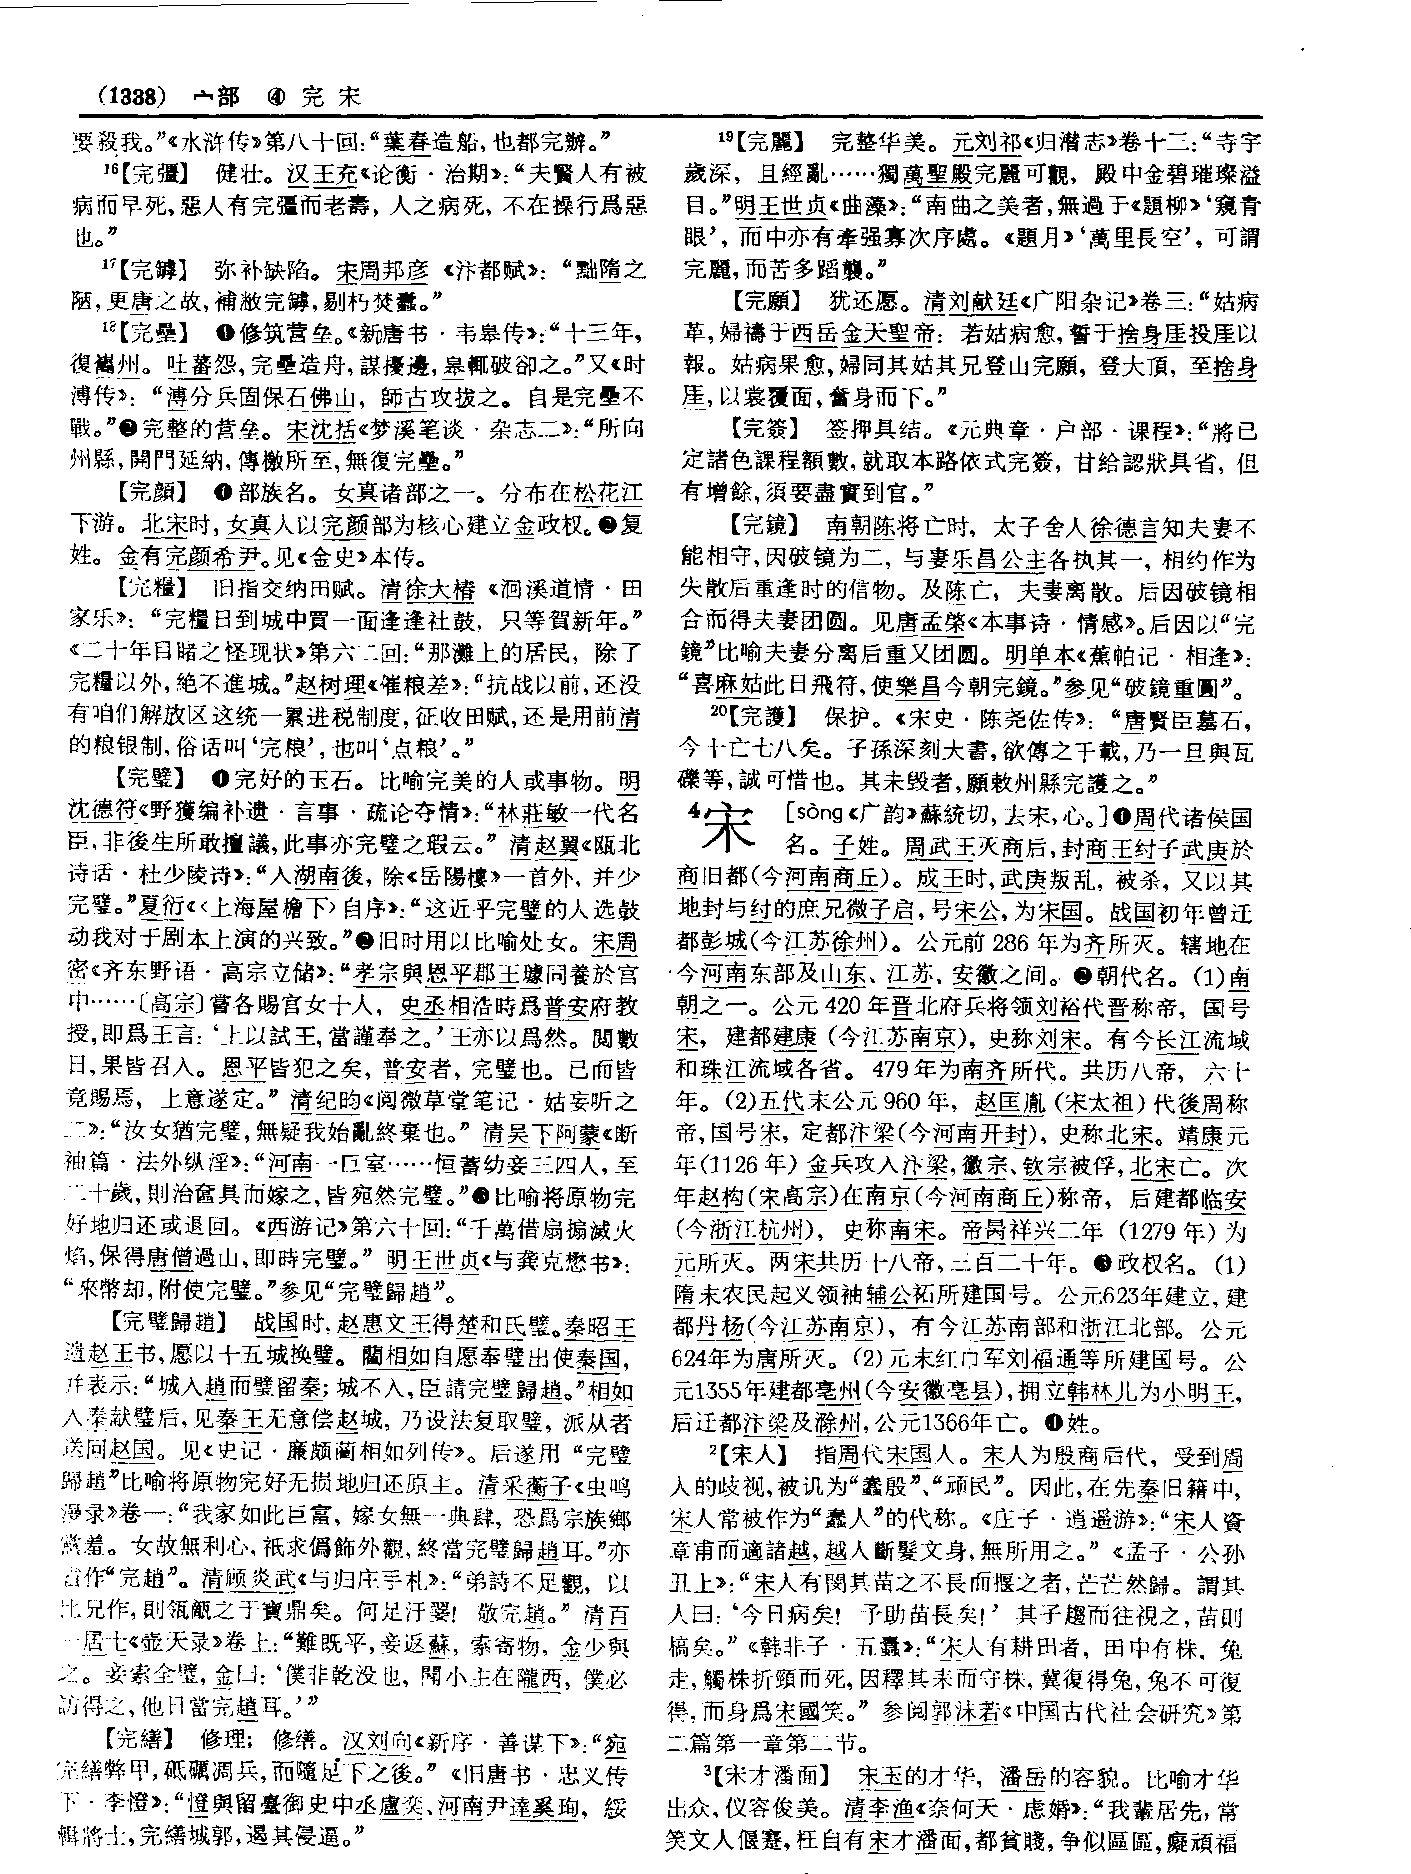 (1338) 宀部 ④ 完 宋
要殺我。”《水浒传》第八十回：“葉春造船，也都完辦。”
16【完彊】 健壮。汉王充《论衡·治期》：“夫賢人有被
病而早死，惡人有完彊而老壽，人之病死，不在操行爲惡
也。”
17【完罅】 弥补缺陷。宋周邦彦《汴都赋》：“黜隋之
陋，更唐之故，補敝完罅，剔朽焚蠹。”
18【完壘】 ❶修筑营垒。《新唐书·韦皋传》：“十三年，
復巂州。吐蕃怨，完壘造舟，謀擾邊，皋輒破卻之。”又《时
溥传》：“溥分兵固保石佛山，師古攻拔之。自是完壘不
戰。”❷完整的营垒。宋沈括《梦溪笔谈·杂志二》：“所向
州縣，開門延納，傳檄所至，無復完壘。”
【完顔】 ❶部族名。女真诸部之一。分布在松花江
下游。北宋时，女真人以完颜部为核心建立金政权。❷复
姓。金有完颜希尹。见《金史》本传。
【完糧】 旧指交纳田赋。清徐大椿《洄溪道情·田
家乐》：“完糧日到城中買一面逢逢社鼓，只等賀新年。”
《二十年目睹之怪现状》第六二回：“那灘上的居民，除了
完糧以外，絶不進城。”赵树理《催粮差》：“抗战以前，还没
有咱们解放区这统一累进税制度，征收田赋，还是用前清
的粮银制，俗话叫‘完粮’，也叫‘点粮’。”
【完璧】 ❶完好的玉石。比喻完美的人或事物。明
沈德符《野獲编补遗·言事·疏论夺情》：“林莊敏一代名
臣，非後生所敢擅議，此事亦完璧之瑕云。” 清赵翼《瓯北
诗话·杜少陵诗》：“入湖南後，除《岳陽樓》一首外，并少
完璧。”夏衍《〈上海屋檐下〉自序》：“这近乎完璧的人选鼓
动我对于剧本上演的兴致。”❷旧时用以比喻处女。宋周
密《齐东野语·高宗立储》：“孝宗與恩平郡王璩同養於宫
中……〔高宗〕嘗各賜宫女十人，史丞相浩時爲普安府教
授，即爲王言：‘上以試王，當謹奉之。’王亦以爲然。閲數
日，果皆召入。恩平皆犯之矣，普安者，完璧也。已而皆
竟賜焉，上意遂定。” 清纪昀《阅微草堂笔记·姑妄听之
二》：“汝女猶完璧，無疑我始亂終棄也。” 清吴下阿蒙《断
袖篇·法外纵淫》：“河南一巨室……恒蓄幼妾三四人，至
二十歲，則治奩具而嫁之，皆宛然完璧。”❸比喻将原物完
好地归还或退回。《西游记》第六十回：“千萬借扇搧滅火
焰，保得唐僧過山，即時完璧。” 明王世贞《与龚克懋书》：
“來幣却，附使完璧。”参见“完璧歸趙”。
【完璧歸趙】 战国时，赵惠文王得楚和氏璧。秦昭王
遗赵王书，愿以十五城换璧。藺相如自愿奉璧出使秦国，
并表示：“城入趙而璧留秦；城不入，臣請完璧歸趙。”相如
入秦献璧后，见秦王无意偿赵城，乃设法复取璧，派从者
送回赵国。见《史记·廉颇藺相如列传》。后遂用“完璧
歸趙”比喻将原物完好无损地归还原主。清采蘅子《虫鸣
漫录》卷一：“我家如此巨富，嫁女無一典肆，恐爲宗族鄉
黨羞。女故無利心，祇求僞飾外觀，終當完璧歸趙耳。”亦
省作“完趙”。清顾炎武《与归庄手札》：“弟詩不足觀，以
比兄作，則瓴甋之于寶鼎矣。何足汙翣！敬完趙。” 清百
一居士《壶天录》卷上：“難既平，妾返蘇，索寄物，金少與
之。妾索全璧，金曰：‘僕非乾没也，聞小主在隴西，僕必
訪得之，他日當完趙耳。’”
【完繕】 修理；修缮。汉刘向《新序·善谋下》：“宛
完繕弊甲，砥礪凋兵，而隨足下之後。” 《旧唐书·忠义传
下·李憕》：“憕與留臺御史中丞盧奕、河南尹達奚珣，綏
輯將士，完繕城郭，遏其侵逼。”
19【完麗】 完整华美。元刘祁《归潜志》卷十二：“寺宇
歲深，且經亂……獨萬聖殿完麗可觀，殿中金碧璀璨溢
目。”明王世贞《曲藻》：“南曲之美者，無過于《題柳》‘窺青
眼’，而中亦有牽强寡次序處。《題月》‘萬里長空’，可謂
完麗，而苦多蹈襲。”
【完願】 犹还愿。清刘献廷《广阳杂记》卷三：“姑病
革，婦禱于西岳金天聖帝：若姑病愈，誓于捨身厓投厓以
報。姑病果愈，婦同其姑其兄登山完願，登大頂，至捨身
厓，以裳覆面，奮身而下。”
【完簽】 签押具结。《元典章·户部·课程》：“將已
定諸色課程額數，就取本路依式完簽，甘給認狀具省，但
有增餘，須要盡實到官。”
【完鏡】 南朝陈将亡时，太子舍人徐德言知夫妻不
能相守，因破镜为二，与妻乐昌公主各执其一，相约作为
失散后重逢时的信物。及陈亡，夫妻离散。后因破镜相
合而得夫妻团圆。见唐孟棨《本事诗·情感》。后因以“完
鏡”比喻夫妻分离后重又团圆。明单本《蕉帕记·相逢》：
“喜麻姑此日飛符，使樂昌今朝完鏡。”参见“破镜重圓”。
20【完護】 保护。《宋史·陈尧佐传》：“唐賢臣墓石，
今十亡七八矣。子孫深刻大書，欲傳之千載，乃一旦與瓦
礫等，誠可惜也。其未毁者，願敕州縣完護之。”
4宋 [sòng《广韵》蘇統切，去宋，心。]❶周代诸侯国
名。子姓。周武王灭商后，封商王纣子武庚於
商旧都（今河南商丘）。成王时，武庚叛乱，被杀，又以其
地封与纣的庶兄微子启，号宋公，为宋国。战国初年曾迁
都彭城（今江苏徐州）。公元前 286 年为齐所灭。辖地在
今河南东部及山东、江苏、安徽之间。❷朝代名。(1)南
朝之一。公元 420 年晋北府兵将领刘裕代晋称帝，国号
宋，建都建康（今江苏南京），史称刘宋。有今长江流域
和珠江流域各省。479 年为南齐所代。共历八帝，六十
年。(2)五代末公元 960 年，赵匡胤（宋太祖）代後周称
帝，国号宋，定都汴梁（今河南开封），史称北宋。靖康元
年（1126 年）金兵攻入汴梁，徽宗、钦宗被俘，北宋亡。次
年赵构（宋高宗）在南京（今河南商丘）称帝，后建都临安
（今浙江杭州），史称南宋。帝昺祥兴二年（1279 年）为
元所灭。两宋共历十八帝，三百二十年。❸政权名。(1)
隋末农民起义领袖辅公祏所建国号。公元623年建立，建
都丹杨（今江苏南京），有今江苏南部和浙江北部。公元
624年为唐所灭。(2)元末红巾军刘福通等所建国号。公
元1355年建都亳州（今安徽亳县），拥立韩林儿为小明王，
后迁都汴梁及滁州，公元1366年亡。❹姓。
2【宋人】 指周代宋国人。宋人为殷商后代，受到周
人的歧视，被讥为“蠢殷”、“顽民”。因此，在先秦旧籍中，
宋人常被作为“蠢人”的代称。《庄子·逍遥游》：“宋人資
章甫而適諸越，越人斷髮文身，無所用之。” 《孟子·公孙
丑上》：“宋人有閔其苗之不長而揠之者，芒芒然歸。謂其
人曰：‘今日病矣！予助苗長矣！’ 其子趨而往視之，苗則
槁矣。” 《韩非子·五蠹》：“宋人有耕田者，田中有株，兔
走，觸株折頸而死，因釋其耒而守株，冀復得兔，兔不可復
得，而身爲宋國笑。” 参阅郭沫若《中国古代社会研究》第
二篇第一章第二节。
3【宋才潘面】 宋玉的才华，潘岳的容貌。比喻才华
出众，仪容俊美。清李渔《奈何天·虑婚》：“我輩居先，常
笑文人偃蹇，枉自有宋才潘面，都貧賤，争似區區，癡頑福